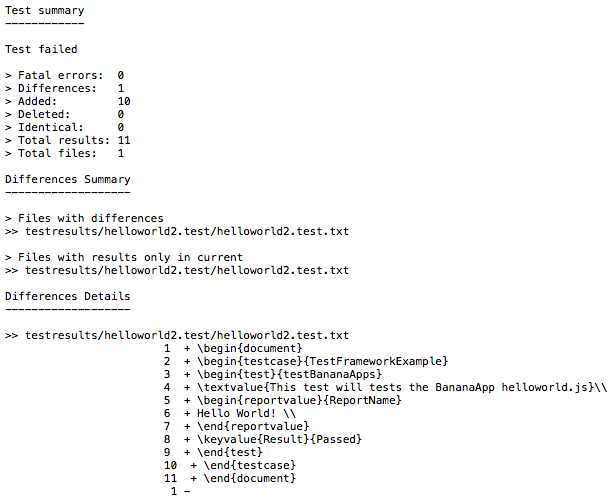 Test summary
------------
Test failed
> Fatal errors:  0
> Differences:   1
> Added:         10
> Deleted:       0
> Identical:     0
> Total results: 11
> Total files:   1
Differences Summary
-------------------
> Files with differences
>> testresults/helloworld2.test/helloworld2.test.txt
> Files with results only in current
>> testresults/helloworld2.test/helloworld2.test.txt
Differences Details
-------------------
>> testresults/helloworld2.test/helloworld2.test.txt
1  + \begin{document}
2  + \begin{testcase}{TestFrameworkExample}
3  + \begin{test}{testBananaApps}
4  + \textvalue{This test will tests the BananaApp helloworld.js}\\
5  + \begin{reportvalue}{ReportName}
6  + Hello World! \\
7  + \end{reportvalue}
8  + \keyvalue{Result}{Passed}
9  + \end{test}
10  + \end{testcase}
11  + \end{document}
1 -